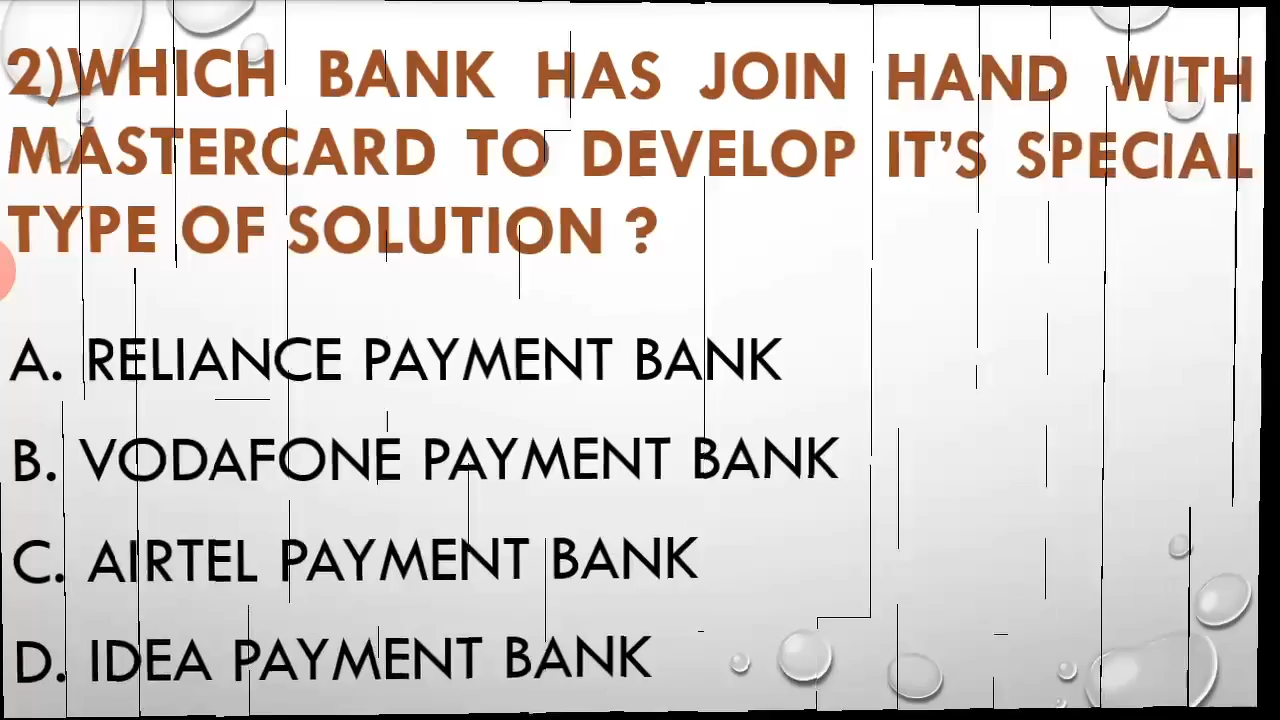 2)WHICH BANK HAS JOIN HAND WITH
MASTERCARD TO DEVELOP IT’S SPECIAL
TYPE OF SOLUTION ?
A. RELIANCE PAYMENT BANK
B. VODAFONE PAYMENT BANK
C. AIRTEL PAYMENT BANK
D. IDEA PAYMENT BANK